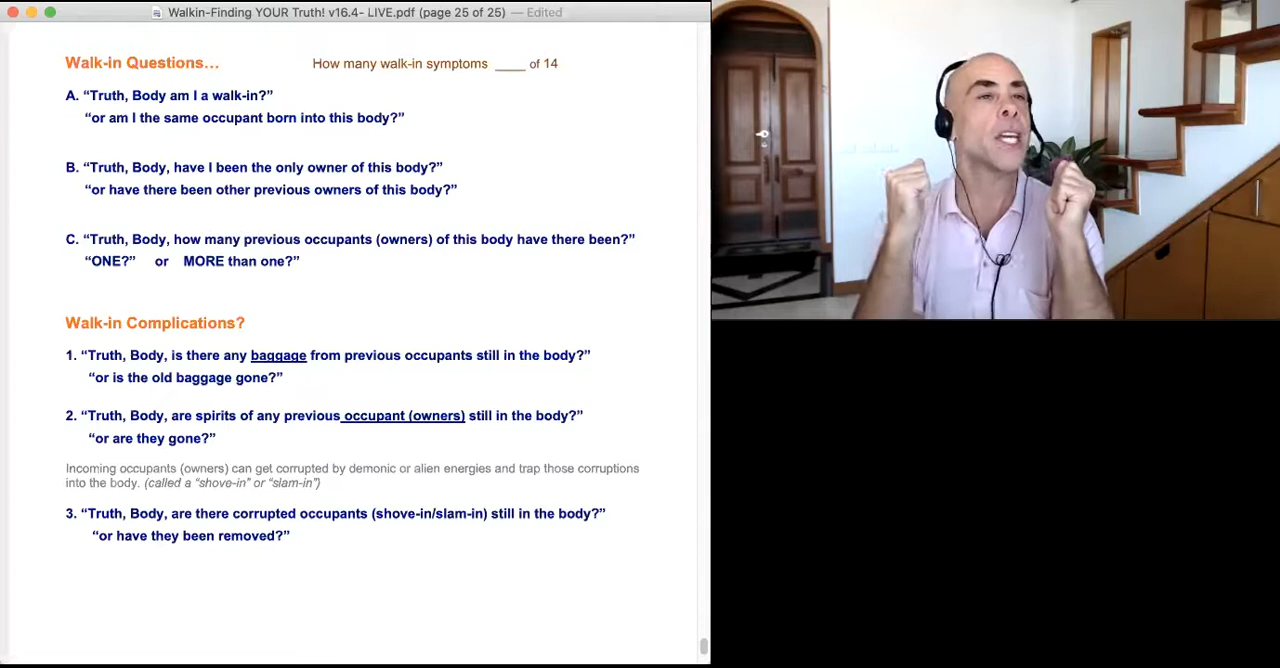 Walkin-Finding YOUR Truth! v16.4- LIVE.pdf (page 25 of 25) — Edited
Walk-in Questions… How many walk-in symptoms ____ of 14
A. “Truth, Body am I a walk-in?”
“or am I the same occupant born into this body?”
B. “Truth, Body, have I been the only owner of this body?”
“or have there been other previous owners of this body?”
C. “Truth, Body, how many previous occupants (owners) of this body have there been?”
“ONE?” or MORE than one?”
Walk-in Complications?
1. “Truth, Body, is there any baggage from previous occupants still in the body?”
“or is the old baggage gone?”
2. “Truth, Body, are spirits of any previous occupant (owners) still in the body?”
“or are they gone?”
Incoming occupants (owners) can get corrupted by demonic or alien energies and trap those corruptions
into the body. (called a “shove-in” or “slam-in”)
3. “Truth, Body, are there corrupted occupants (shove-in/slam-in) still in the body?”
“or have they been removed?”